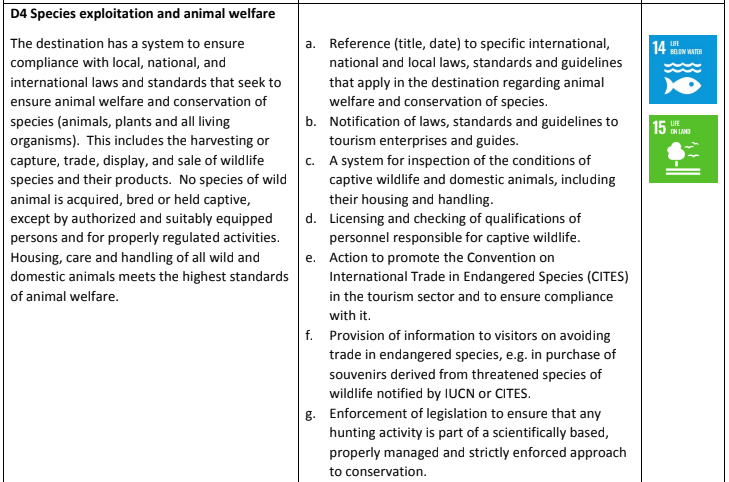 D4 Species exploitation and animal welfare
The destination has a system to ensure
compliance with local, national, and
international laws and standards that seek to
ensure animal welfare and conservation of
species (animals, plants and all living
organisms).  This includes the harvesting or
capture, trade, display, and sale of wildlife
species and their products.  No species of wild
animal is acquired, bred or held captive,
except by authorized and suitably equipped
persons and for properly regulated activities.
Housing, care and handling of all wild and
domestic animals meets the highest standards
of animal welfare.
a. Reference (title, date) to specific international,
national and local laws, standards and guidelines
that apply in the destination regarding animal
welfare and conservation of species.
b. Notification of laws, standards and guidelines to
tourism enterprises and guides.
c. A system for inspection of the conditions of
captive wildlife and domestic animals, including
their housing and handling.
d. Licensing and checking of qualifications of
personnel responsible for captive wildlife.
e. Action to promote the Convention on
International Trade in Endangered Species (CITES)
in the tourism sector and to ensure compliance
with it.
f. Provision of information to visitors on avoiding
trade in endangered species, e.g. in purchase of
souvenirs derived from threatened species of
wildlife notified by IUCN or CITES.
g. Enforcement of legislation to ensure that any
hunting activity is part of a scientifically based,
properly managed and strictly enforced approach
to conservation.
14 LIFE
BELOW WATER
15 LIFE
ON LAND